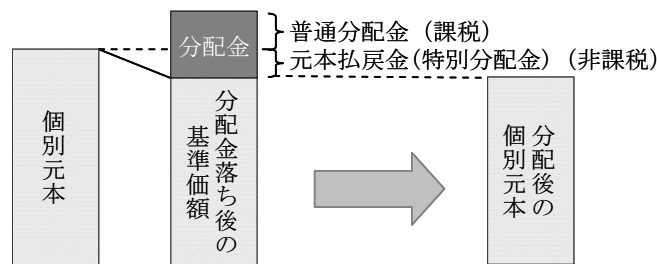 分配金
普通分配金（課税）
元本払戻金(特別分配金)（非課税）
個別元本
分配金落ち後の
基準価額
分配後の
個別元本